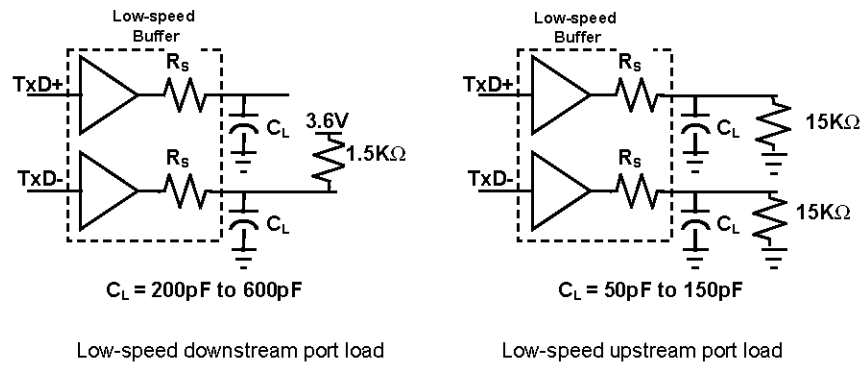 Low-speed
Buffer
TxD+
RS
CL
3.6V
1.5KΩ
TxD-
RS
CL
CL = 200pF to 600pF
Low-speed downstream port load
Low-speed
Buffer
TxD+
RS
CL
15KΩ
TxD-
RS
CL
15KΩ
CL = 50pF to 150pF
Low-speed upstream port load